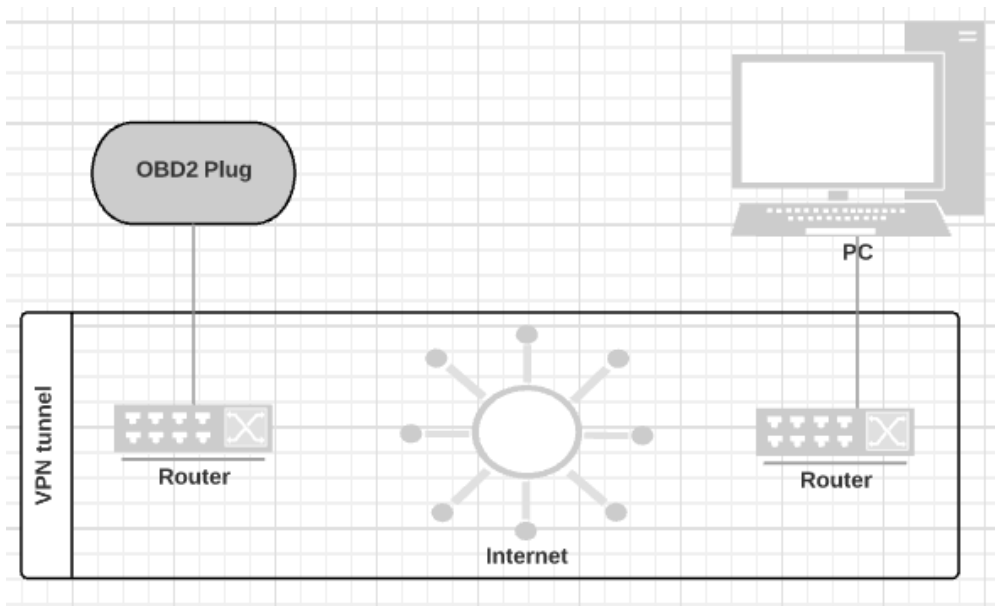 OBD2 Plug
PC
VPN tunnel
Router
Router
Internet